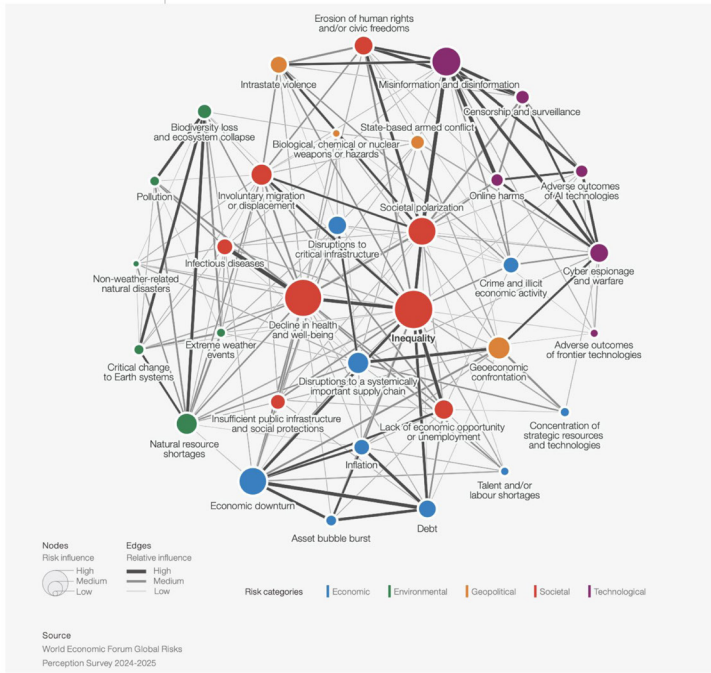 Erosion of human rights
and/or civic freedoms
Intrastate violence
Misinformation and disinformation
Censorship and surveillance
Biodiversity loss
and ecosystem collapse
State-based armed conflict
Biological, chemical or nuclear
weapons or hazards
Pollution
Involuntary migration
or displacement
Online harms
Adverse outcomes
of AI technologies
Societal polarization
Disruptions to
critical infrastructure
Infectious diseases
Non-weather-related
natural disasters
Crime and illicit
economic activity
Cyber espionage
and warfare
Decline in health
and well-being
Inequality
Extreme weather
events
Adverse outcomes
of frontier technologies
Critical change
to Earth systems
Geoeconomic
confrontation
Disruptions to a systemically
important supply chain
Insufficient public infrastructure
and social protections
Lack of economic opportunity
or unemployment
Concentration of
strategic resources
and technologies
Natural resource
shortages
Inflation
Talent and/or
labour shortages
Economic downturn
Debt
Asset bubble burst
Nodes
Risk influence
High
Medium
Low
Edges
Relative influence
High
Medium
Low
Risk categories
Economic
Environmental
Geopolitical
Societal
Technological
Source
World Economic Forum Global Risks
Perception Survey 2024-2025